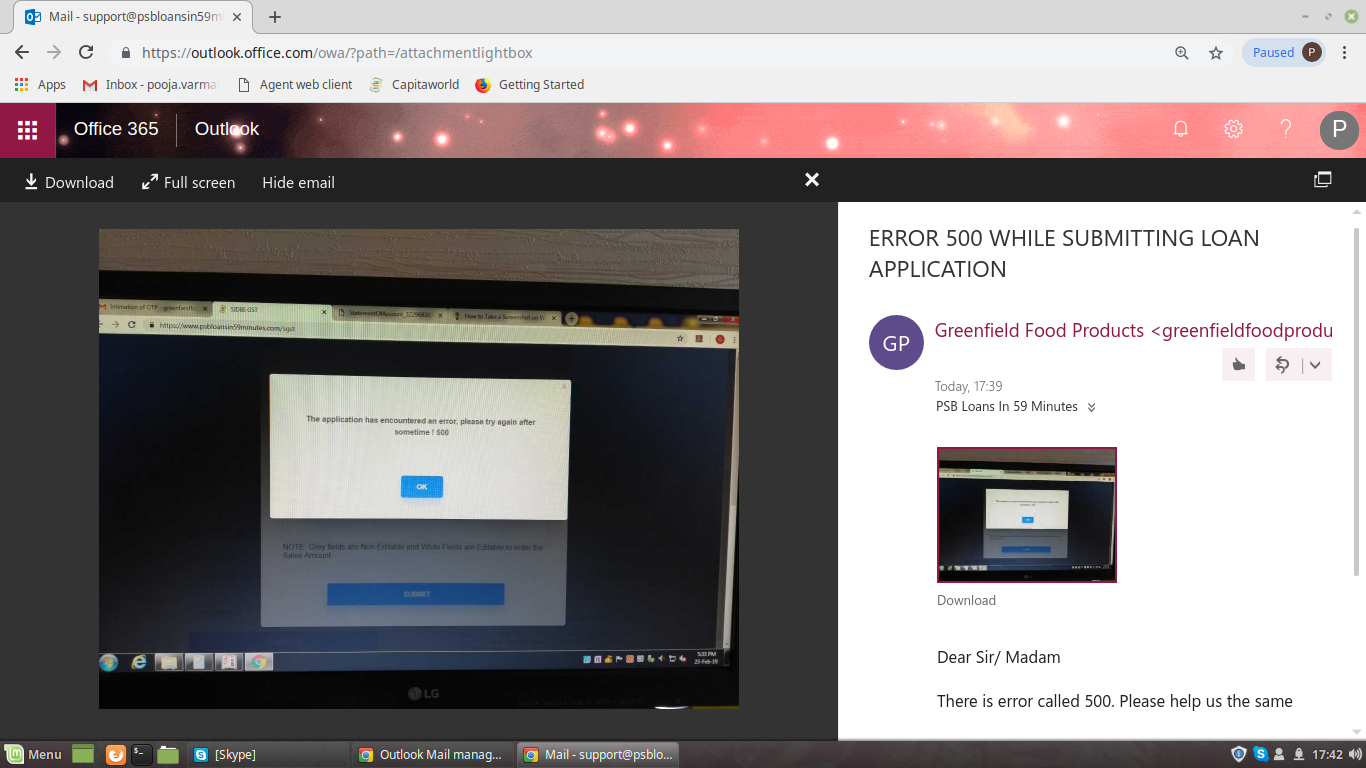 Mail - support@psbloansin59m
https://outlook.office.com/owa/?path=/attachmentlightbox
Paused P
Apps Inbox - pooja.varma Agent web client Capitaworld Getting Started
Office 365 Outlook P
Download Full screen Hide email
Intimation of OTP - greenfieldfo
SIDBI-GST
StatementOfAccount_3229683
How to Take a Screenshot on W
https://www.psbloansin59minutes.com/sgst
The application has encountered an error, please try again after
sometime ! 500
OK
NOTE: Grey fields are Non-Editable and White Fields are Editable to enter the
Sales Amount
SUBMIT
5:33 PM
23-Feb-19
LG
ERROR 500 WHILE SUBMITTING LOAN
APPLICATION
GP
Greenfield Food Products <greenfieldfoodprodu
Today, 17:39
PSB Loans In 59 Minutes
Download
Dear Sir/ Madam
There is error called 500. Please help us the same
Menu [Skype] Outlook Mail manag... Mail - support@psblo... 17:42